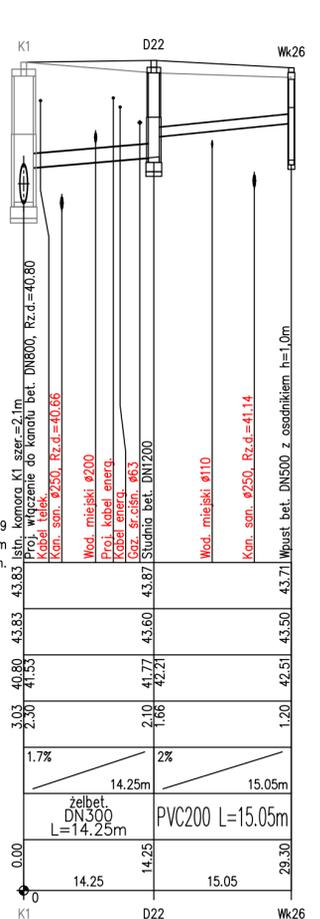 K1
D22
Wk26
Istn. komora K1 szer.=2.1m
Proj. włączenie do kanału bet. DN800, Rz.d.=40.80
Kabel telek.
Kan. san. ø250, Rz.d.=40.66
Wod. miejski ø200
Proj. kabel energ.
Kabel energ.
Gaz. śr.ciśn. ø63
Studnia bet. DN1200
Wod. miejski ø110
Kan. san. ø250, Rz.d.=41.14
Wpust bet. DN500 z osadnikiem h=1,0m
9
m
n.
43.83
43.87
43.71
43.83
43.60
43.50
40.80
41.53
41.77
42.21
42.51
3.03
2.30
2.10
1.66
1.20
1.7%
14.25m
2%
15.05m
żelbet.
DN300
L=14.25m
PVC200 L=15.05m
0.00
14.25
29.30
14.25
15.05
0
K1
D22
Wk26